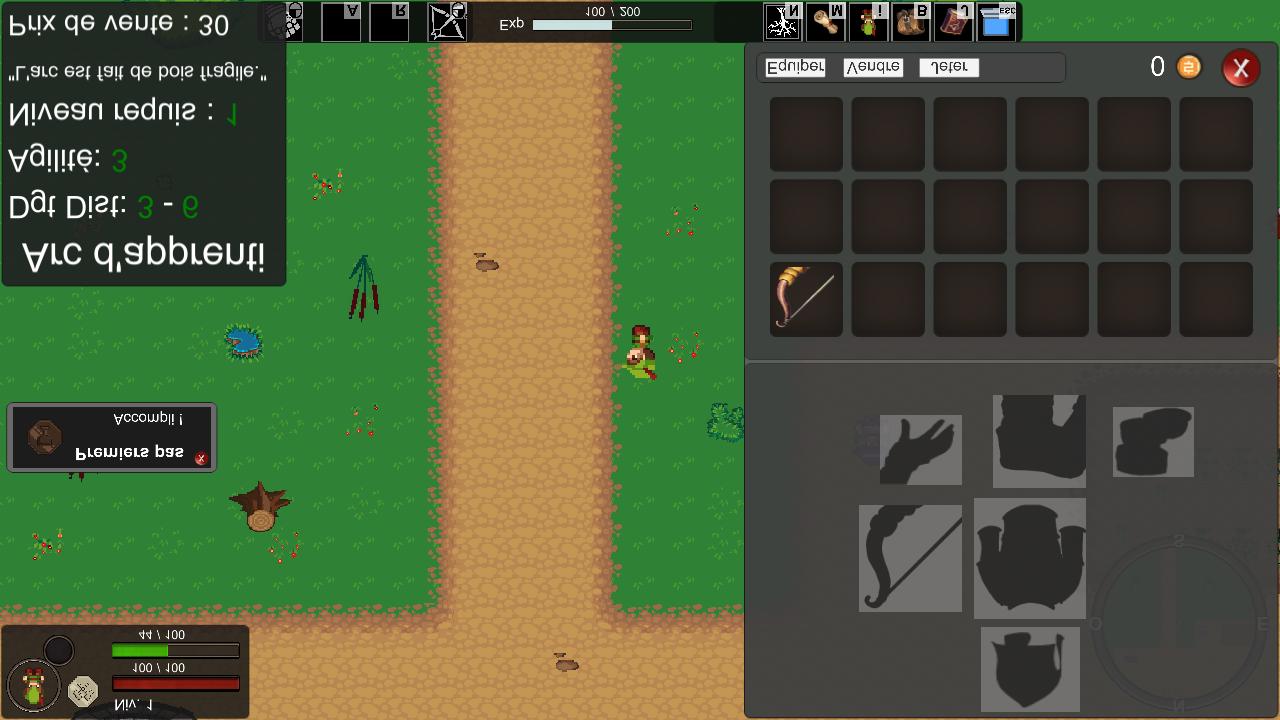 Niv. 1
100 / 100
44 / 100
N
O E
S
Premiers pas
x
Accompli !
Arc d'apprenti
Dgt Dist: 3 - 6
Agilité: 3
Niveau requis : 1
"L'arc est fait de bois fragile."
Prix de vente : 30
Equiper Vendre Jeter 0 X
A R
Exp 100 / 200
N M i B J ESC